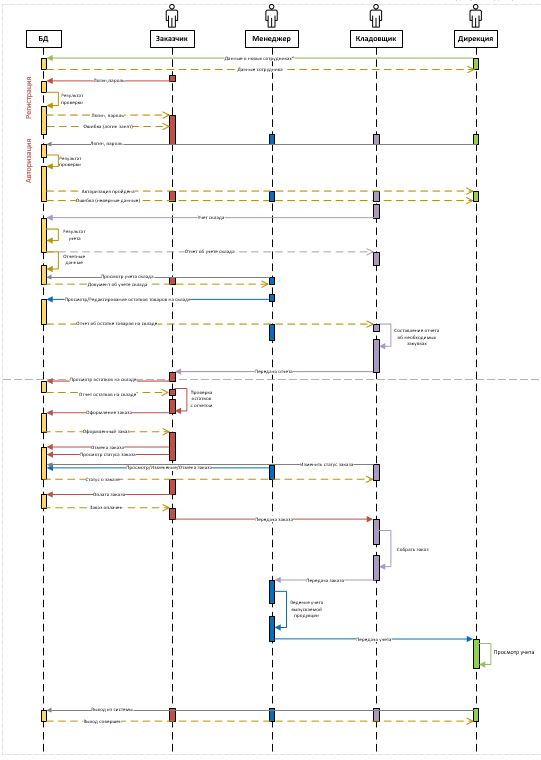 БД
Заказчик
Менеджер
Кладовщик
Дирекция
Данные о новых сотрудниках"
Данные сотрудника
Регистрация
Логин, пароль
Результат
проверки
Логин, пароль"
Ошибка (логин занят)
Авторизация
Логин, пароль
Результат
проверки
Авторизация пройдена
Ошибка (неверные данные)
Учет склада
Результат
учета
Отчет об учете склада
Отчетные
данные
Просмотр учета склада
Документ об учете склада
Просмотр/Редактирование остатков товаров на складе
Отчет об остатке товаров на складе
Составление отчета
об необходимых
закупках
Передача отчета
Просмотр остатков на складе
Отчет остатков на складе"
Проверка
остатков
с отчетом
Оформление заказа
Оформленный заказ
Отмена заказа
Просмотр статуса заказа
Изменить статус заказа
Просмотр/Изменение/Отмена заказа
Статус о заказе
Оплата заказа
Заказ оплачен
Передача заказа
Собрать заказ
Передача заказа
Ведение учета
выпускаемой
продукции
Передача учета
Просмотр учета
Выход из системы
Выход совершен